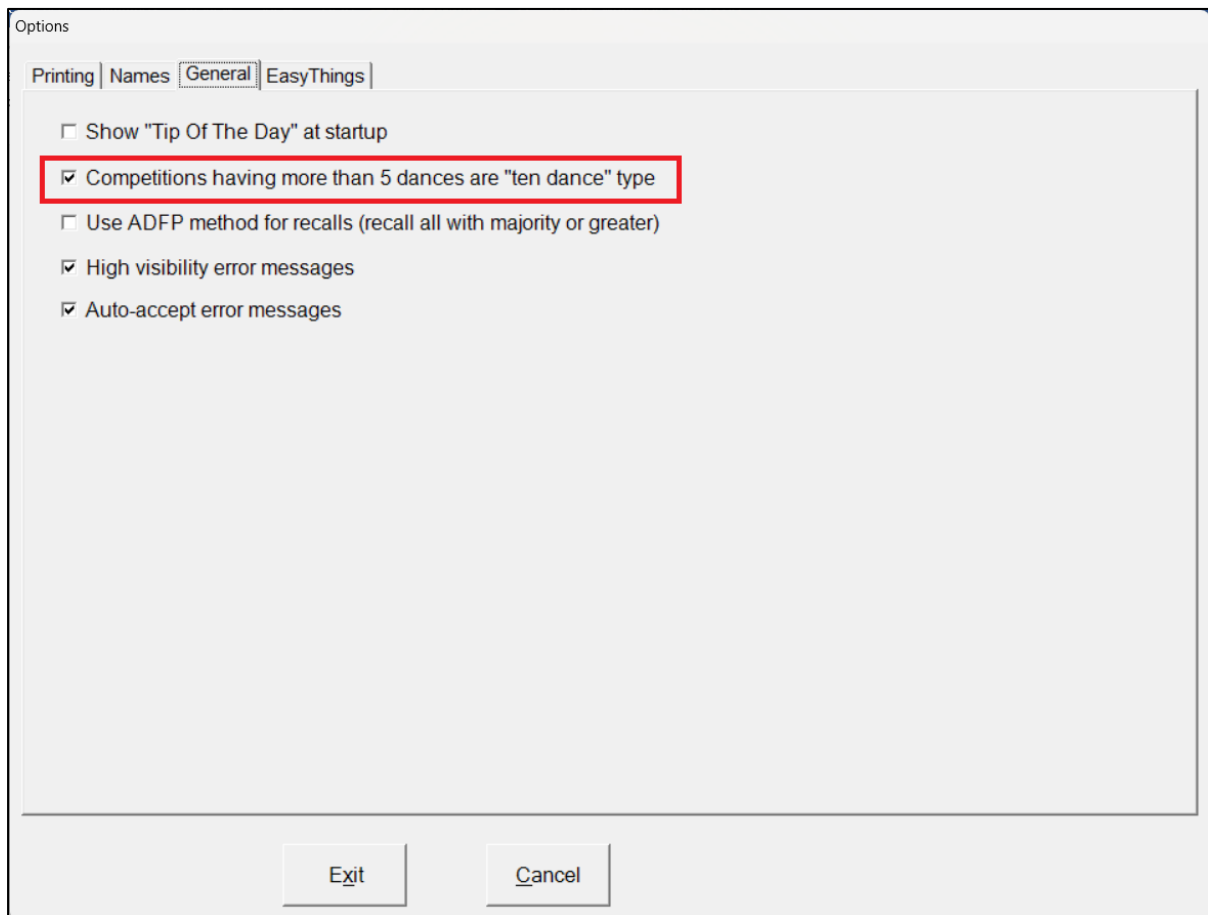 Options
Printing Names General EasyThings
Show "Tip Of The Day" at startup
Competitions having more than 5 dances are "ten dance" type
Use ADFP method for recalls (recall all with majority or greater)
High visibility error messages
Auto-accept error messages
Exit Cancel